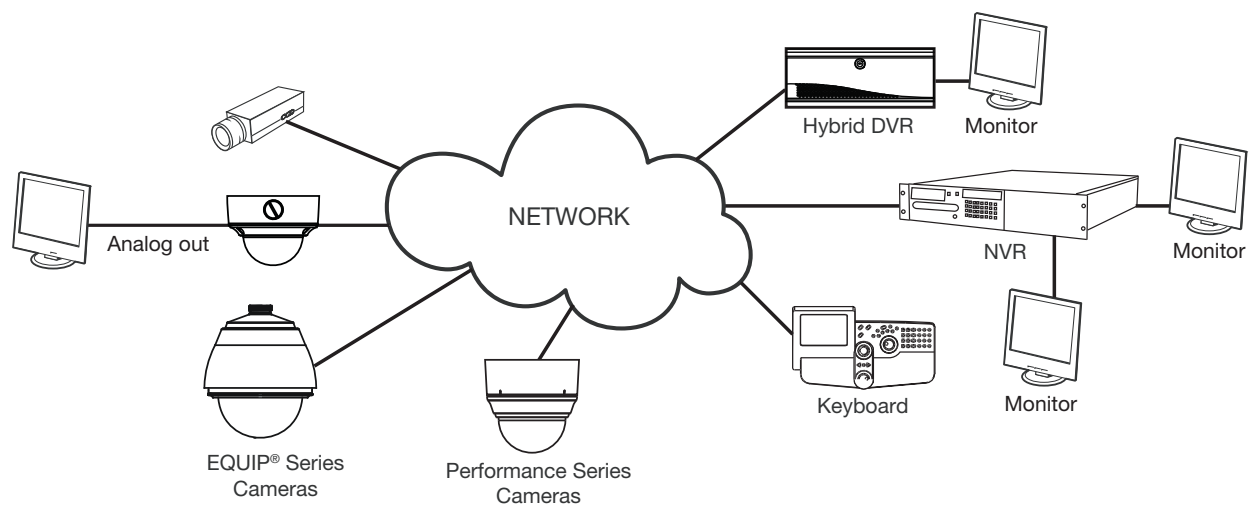 Hybrid DVR
Monitor
NETWORK
Analog out
NVR
Monitor
Keyboard
Monitor
EQUIP® Series
Cameras
Performance Series
Cameras